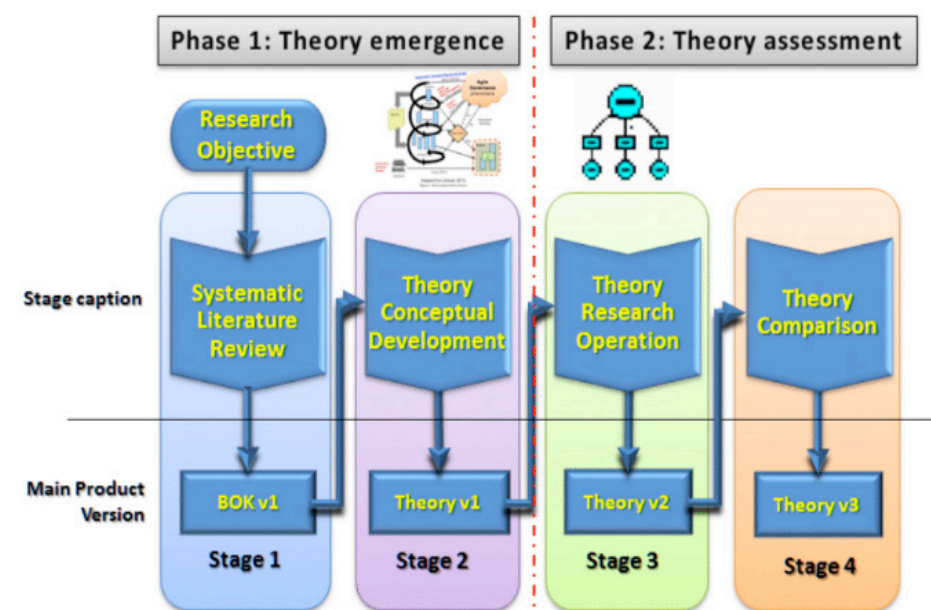 Phase 1: Theory emergence
Phase 2: Theory assessment
Research
Objective
Agile
Governance
Stage caption
Systematic
Literature
Review
Theory
Conceptual
Development
Theory
Research
Operation
Theory
Comparison
Main Product
Version
BOK v1
Theory v1
Theory v2
Theory v3
Stage 1
Stage 2
Stage 3
Stage 4